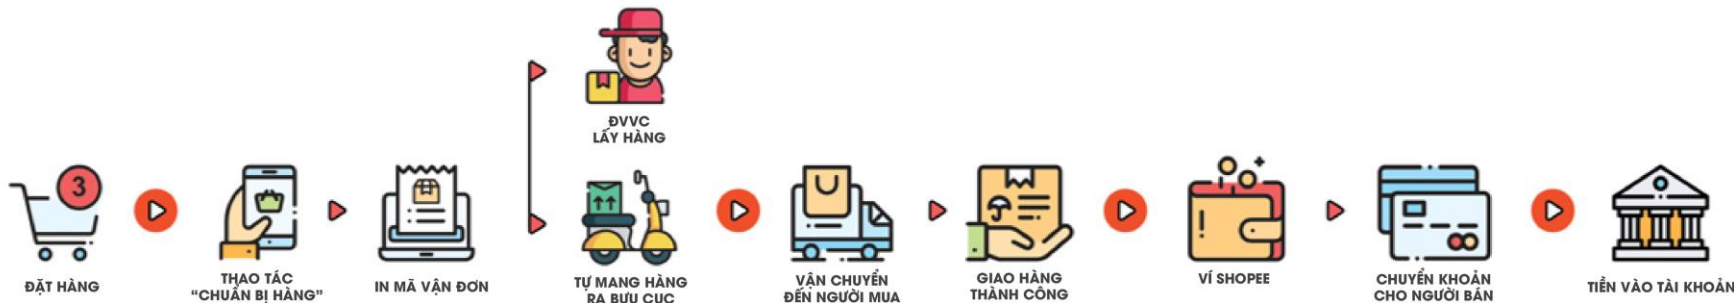 3
ĐVVC
LẤY HÀNG
ĐẶT HÀNG
THAO TÁC
“CHUẨN BỊ HÀNG”
IN MÃ VẬN ĐƠN
TỰ MANG HÀNG
RA BƯU CỤC
VẬN CHUYỂN
ĐẾN NGƯỜI MUA
GIAO HÀNG
THÀNH CÔNG
VÍ SHOPEE
CHUYỂN KHOẢN
CHO NGƯỜI BÁN
TIỀN VÀO TÀI KHOẢN